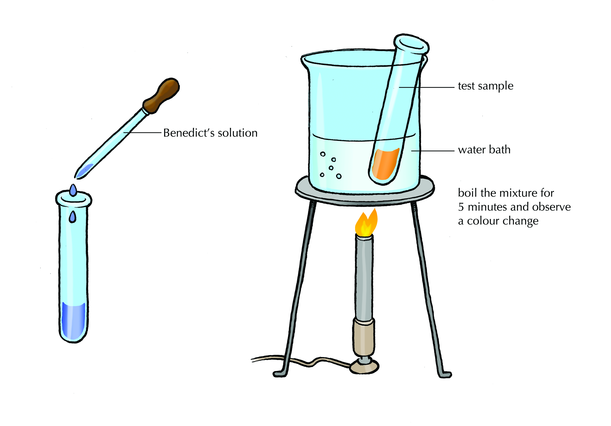 Benedict's solution
test sample
water bath
boil the mixture for
5 minutes and observe
a colour change